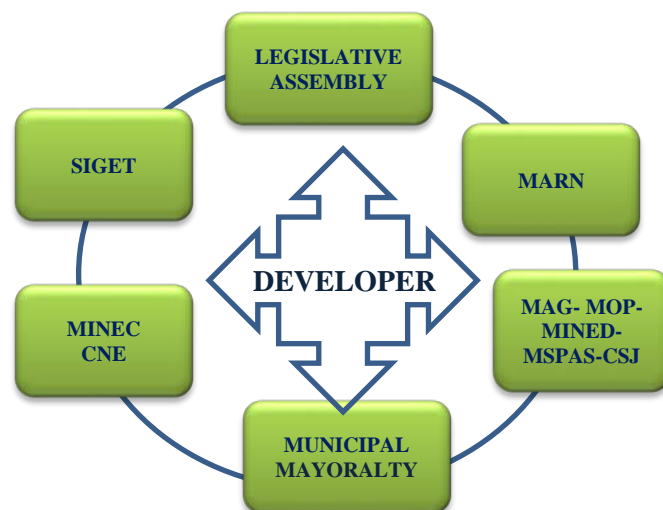 LEGISLATIVE
ASSEMBLY
SIGET
MARN
DEVELOPER
MINEC
CNE
MAG- MOP-
MINED-
MSPAS-CSJ
MUNICIPAL
MAYORALTY